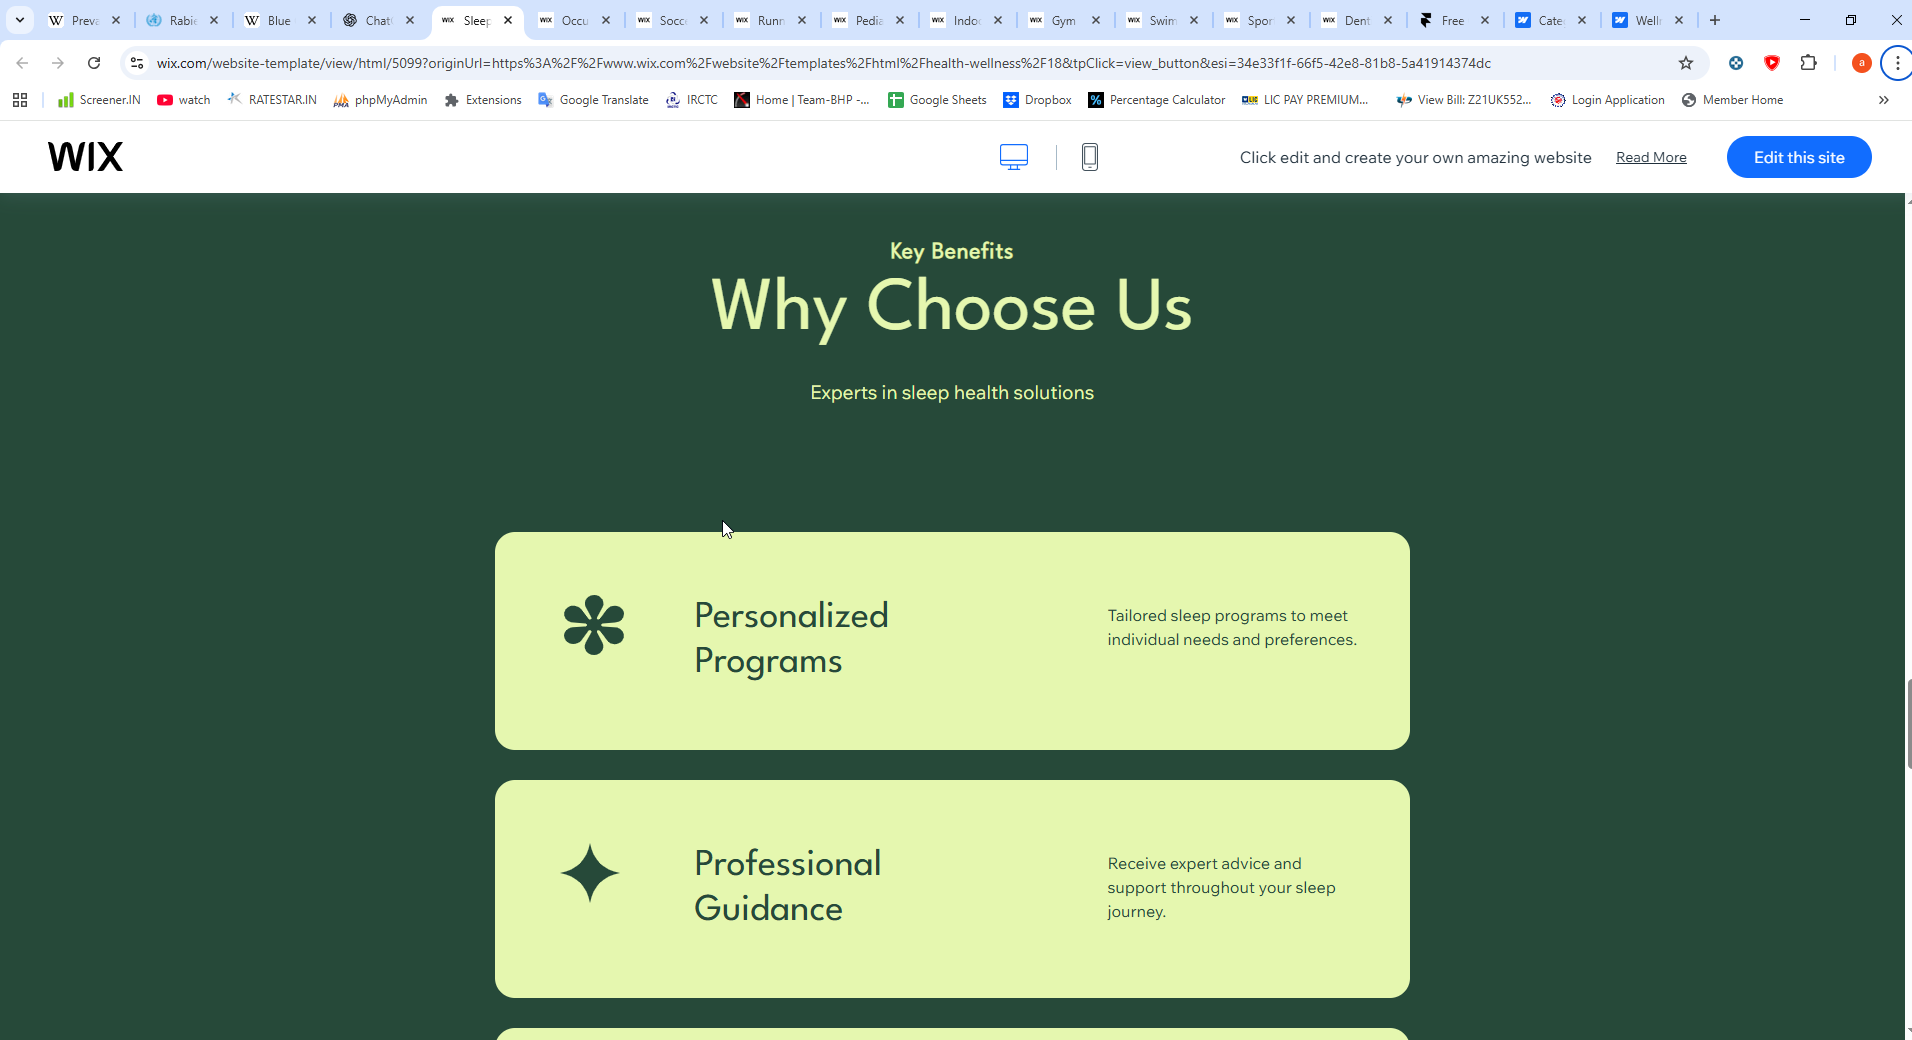 Preva
Rabie
Blue
Chat
Sleep
Occu
Socce
Runn
Pedia
Indoo
Gym
Swim
Spor
Dent
Free
Cate
Welln
wix.com/website-template/view/html/5099?originUrl=https%3A%2F%2Fwww.wix.com%2Fwebsite%2Ftemplates%2Fhtml%2Fhealth-wellness%2F18&tpClick=view_button&esi=34e33f1f-66f5-42e8-81b8-5a41914374dc
a
Screener.IN
watch
RATESTAR.IN
phpMyAdmin
Extensions
Google Translate
IRCTC
Home | Team-BHP -...
Google Sheets
Dropbox
Percentage Calculator
LIC PAY PREMIUM...
View Bill: Z21UK552...
Login Application
Member Home
WIX
Click edit and create your own amazing website
Read More
Edit this site
Key Benefits
Why Choose Us
Experts in sleep health solutions
Personalized
Programs
Tailored sleep programs to meet
individual needs and preferences.
Professional
Guidance
Receive expert advice and
support throughout your sleep
journey.